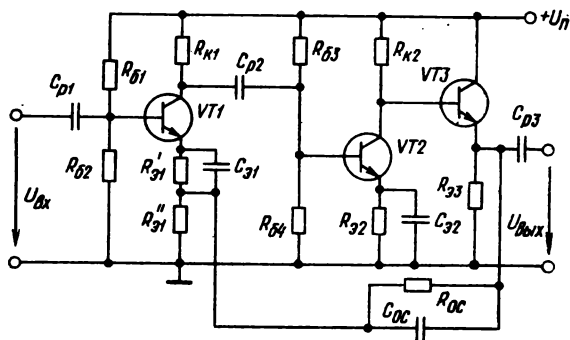 +Uп
Rк1
Rб3
Rк2
VT3
Cр1
Rб1
Cр2
Cр3
VT1
VT2
Rб2
R'э1
Cэ1
Rэ3
Uвх
R"э1
Rб4
Rэ2
Cэ2
Uвых
Rос
Cос